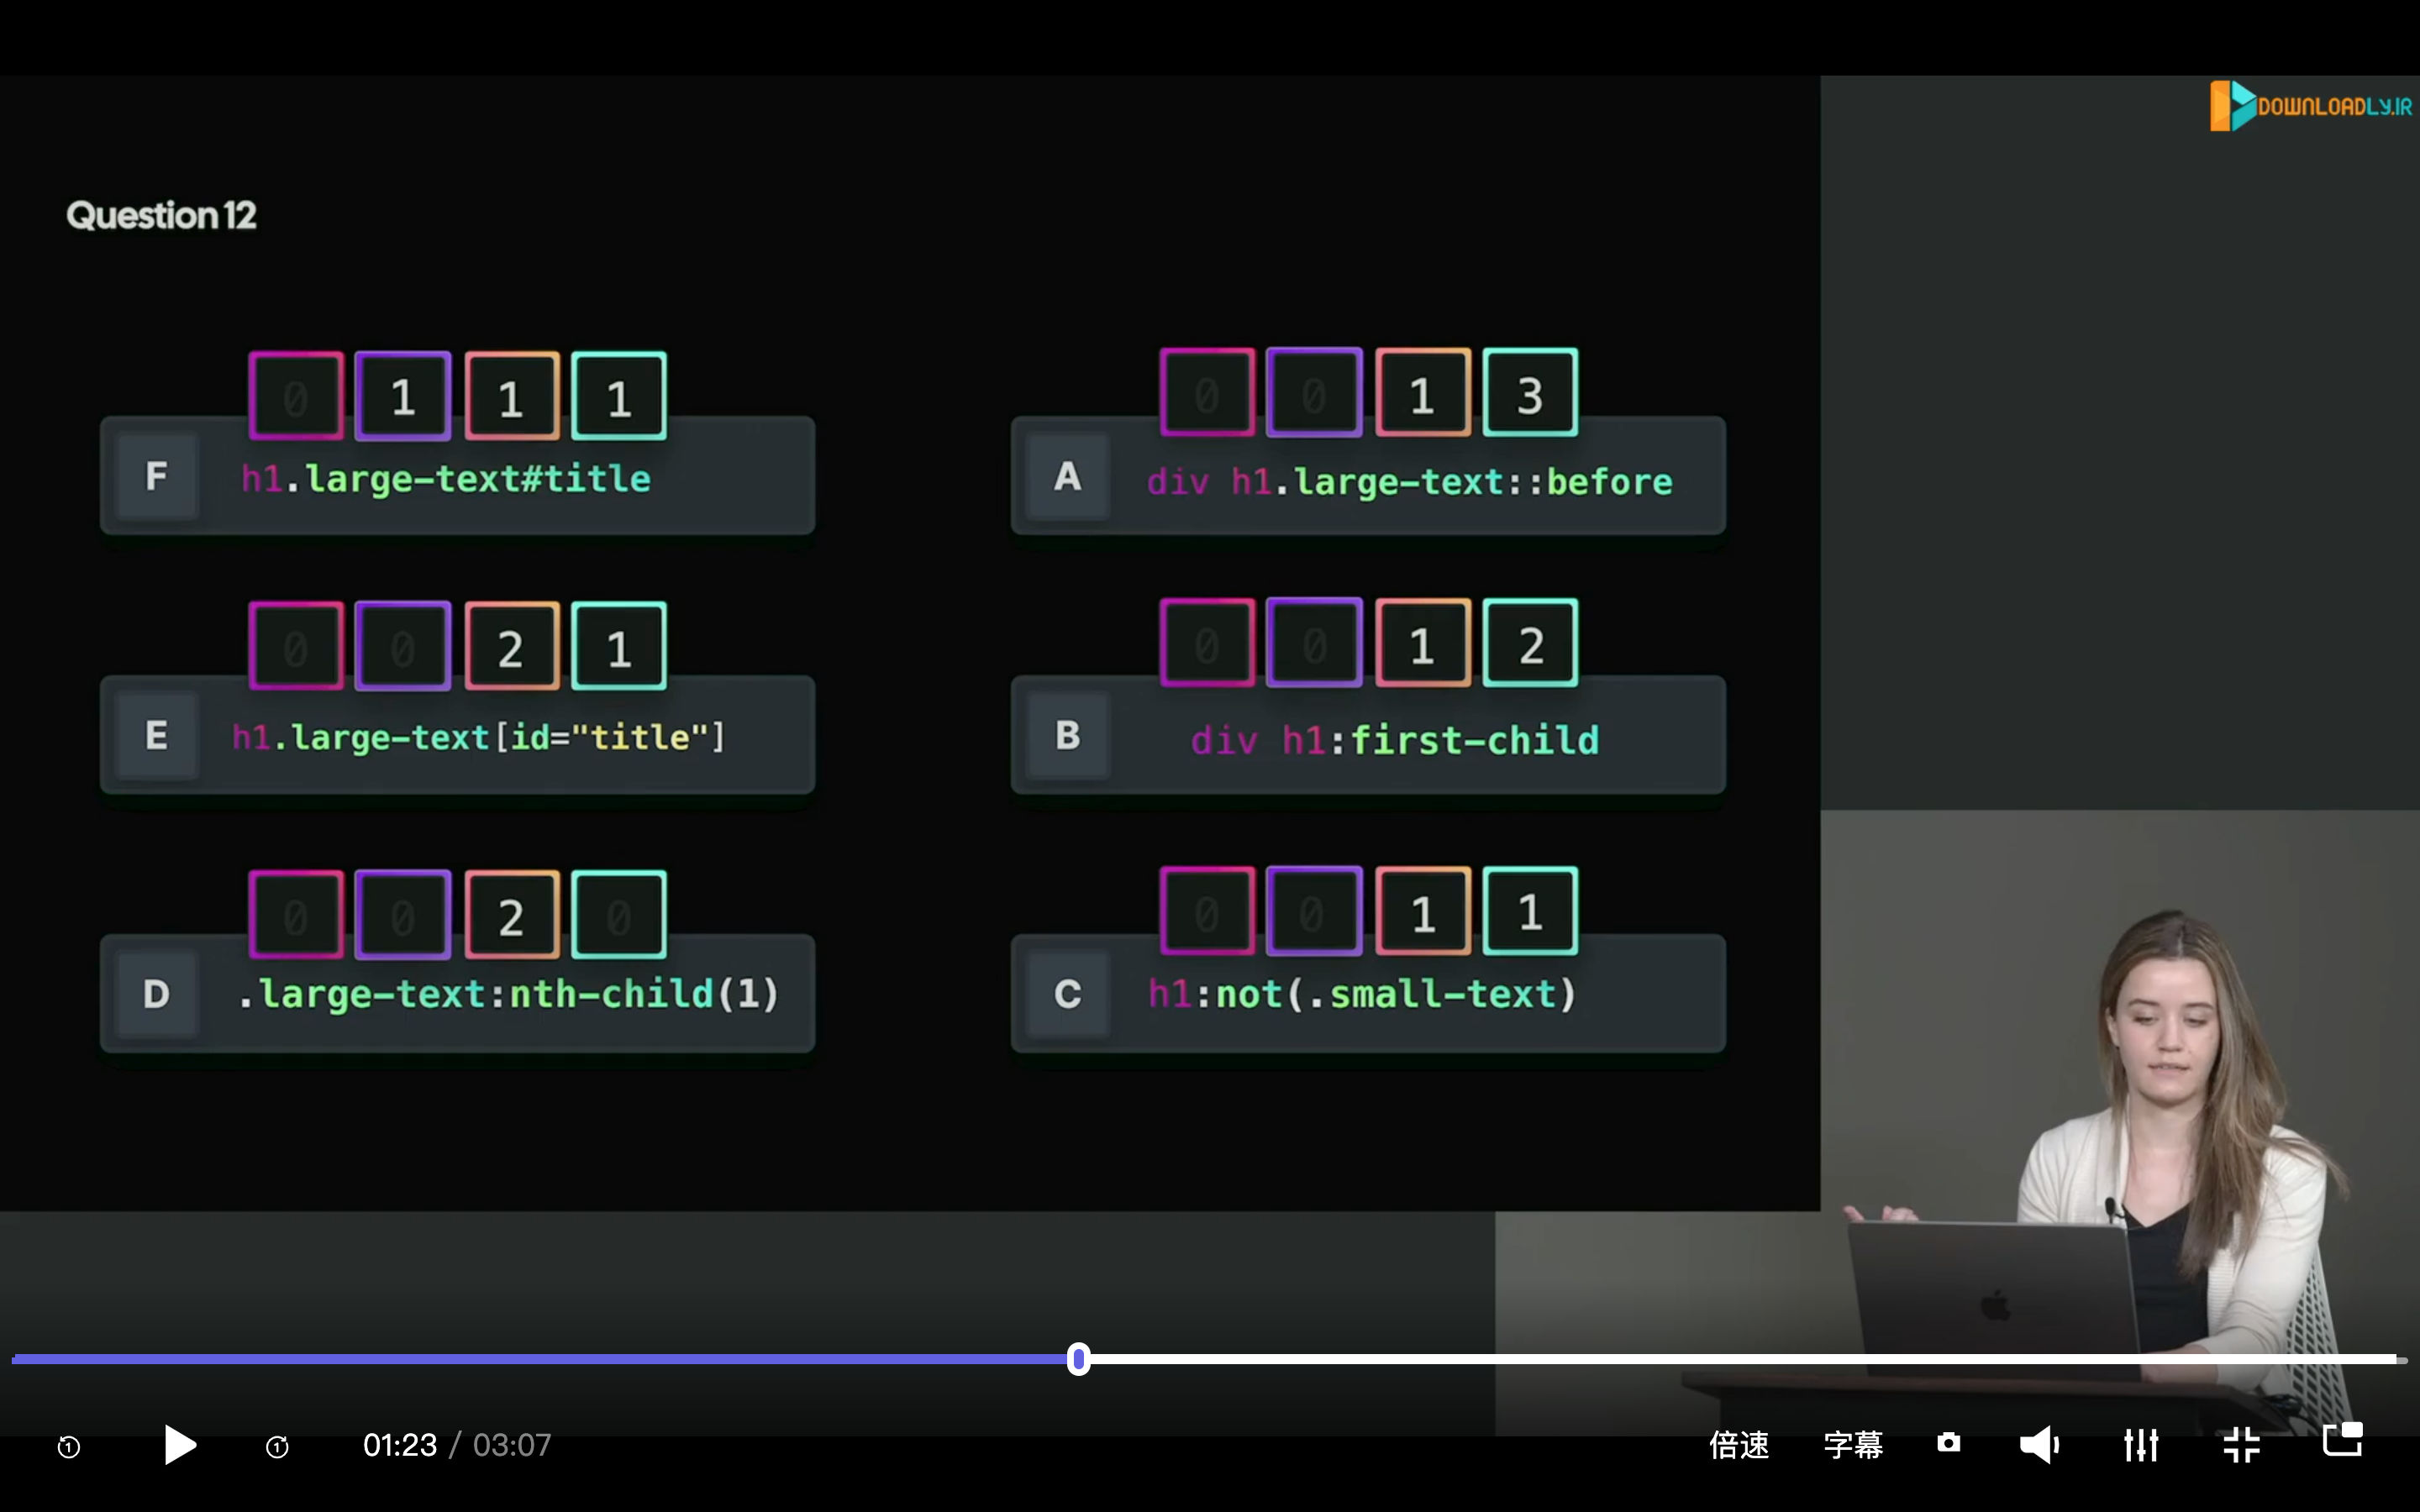 DOWNLOADLY.IR
Question 12
0 1 1 1
F h1.large-text#title
0 0 1 3
A div h1.large-text::before
0 0 2 1
E h1.large-text[id="title"]
0 0 1 2
B div h1:first-child
0 0 2 0
D .large-text:nth-child(1)
0 0 1 1
C h1:not(.small-text)
1
1
01:23 / 03:07
倍速
字幕